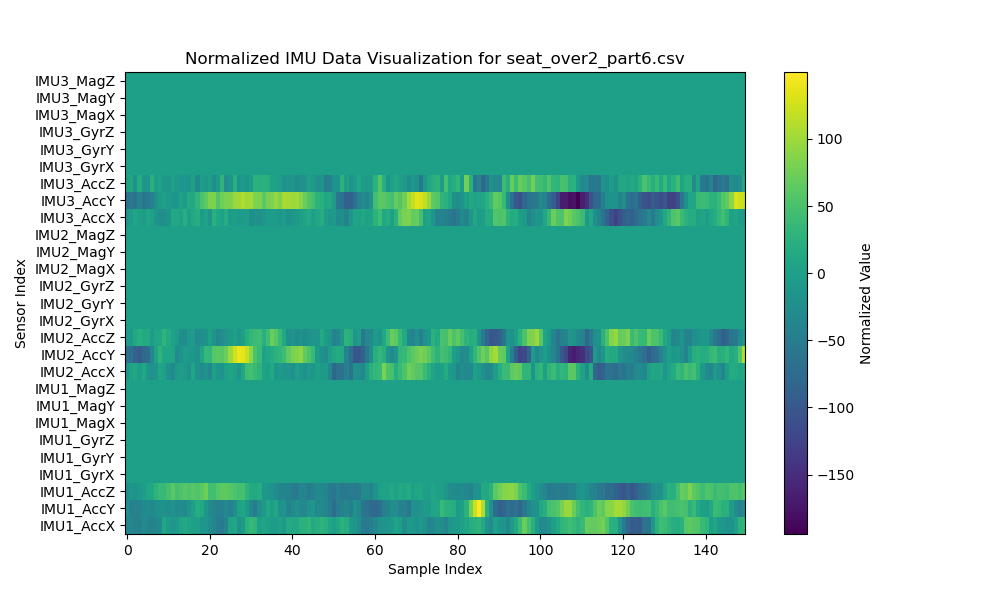 Normalized IMU Data Visualization for seat_over2_part6.csv
IMU3_MagZ
IMU3_MagY
IMU3_MagX
IMU3_GyrZ
IMU3_GyrY
IMU3_GyrX
IMU3_AccZ
IMU3_AccY
IMU3_AccX
IMU2_MagZ
IMU2_MagY
IMU2_MagX
IMU2_GyrZ
IMU2_GyrY
IMU2_GyrX
IMU2_AccZ
IMU2_AccY
IMU2_AccX
IMU1_MagZ
IMU1_MagY
IMU1_MagX
IMU1_GyrZ
IMU1_GyrY
IMU1_GyrX
IMU1_AccZ
IMU1_AccY
IMU1_AccX
Sensor Index
0 20 40 60 80 100 120 140
Sample Index
100
50
0
−50
−100
−150
Normalized Value